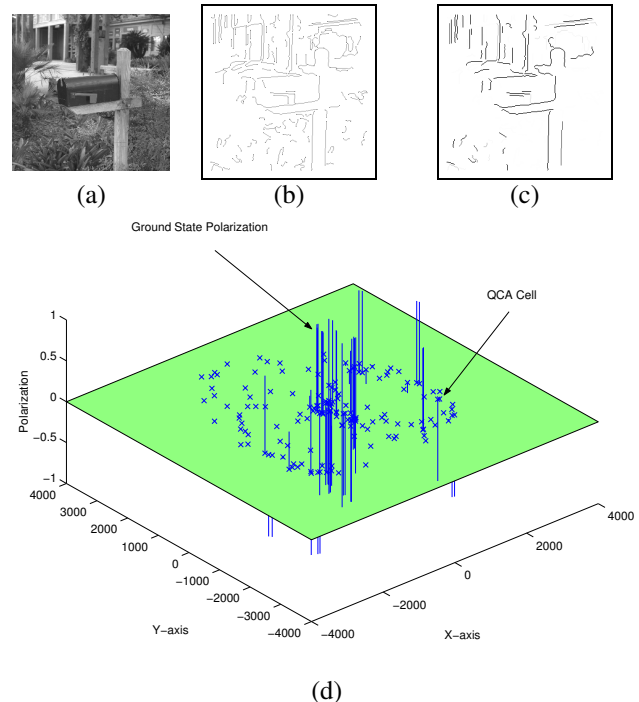 (a)
(b)
(c)
Ground State Polarization
QCA Cell
Polarization
1
0.5
0
−0.5
−1
4000
3000
2000
1000
0
−1000
−2000
−3000
−4000
Y−axis
−4000
−2000
0
2000
4000
X−axis
(d)